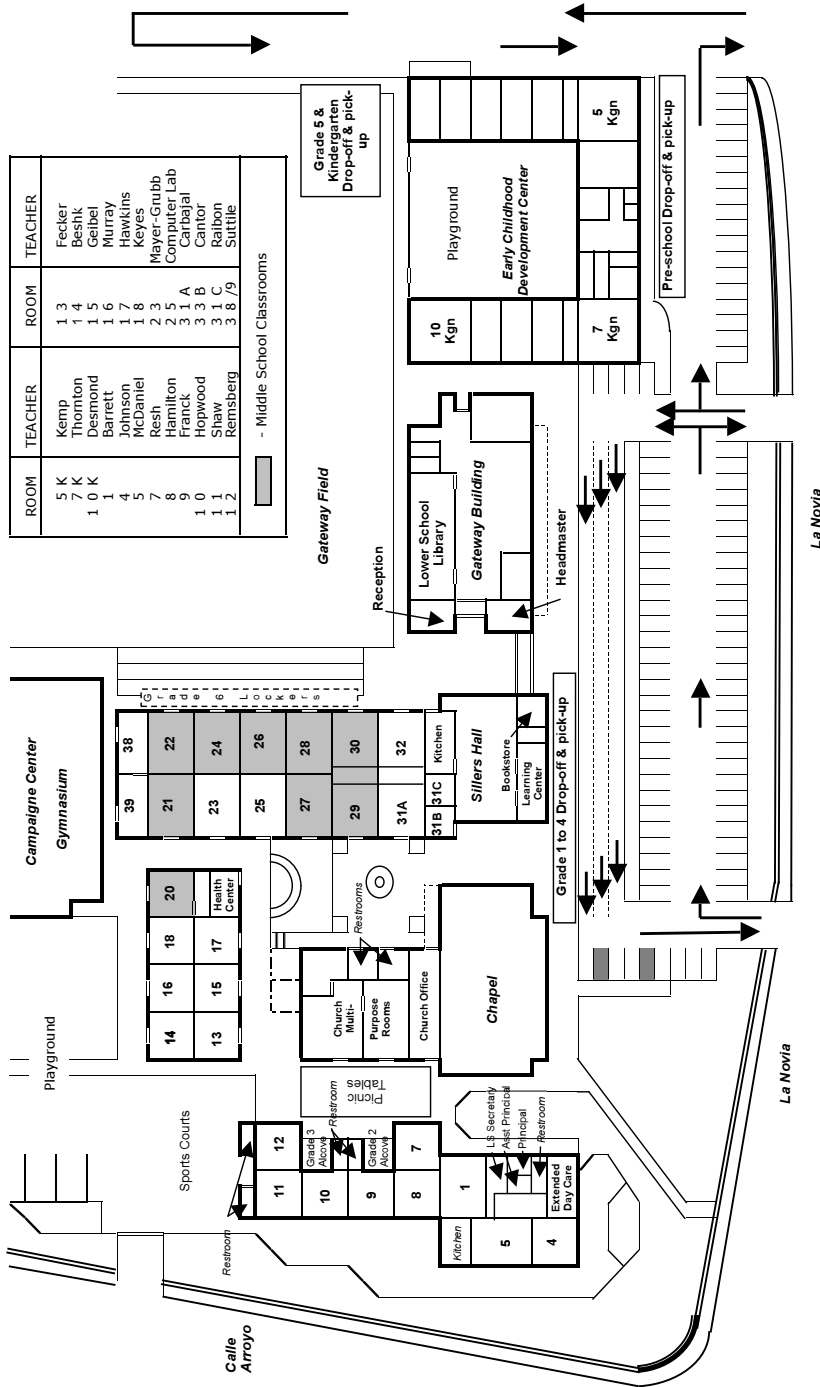 ROOM TEACHER ROOM TEACHER
5 K Kemp 1 3 Fecker
7 K Thornton 1 4 Beshk
1 0 K Desmond 1 5 Geibel
1 Barrett 1 6 Murray
4 Johnson 1 7 Hawkins
5 McDaniel 1 8 Keyes
7 Resh 2 3 Mayer-Grubb
8 Hamilton 2 5 Computer Lab
9 Franck 3 1 A Carbajal
1 0 Hopwood 3 3 B Cantor
1 1 Shaw 3 1 C Raibon
1 2 Remsberg 3 8 /9 Suttile
- Middle School Classrooms
Calle
Arroyo
Playground
Sports Courts
Restroom
11
12
10
Grade 3
Alcove
Restroom
9
Grade 2
Alcove
8
7
Kitchen
1
5
4
LS Secretary
Asst Principal
Principal
Restroom
Extended
Day Care
Picnic
Tables
14
16
18
20
13
15
17
Health
Center
Church
Multi-
Purpose
Rooms
Restrooms
Church Office
Chapel
Campaigne Center
Gymnasium
39
38
21
22
23
24
25
26
27
28
29
30
31A
32
31B
31C
Kitchen
Grade 6 Lockers
Sillers Hall
Bookstore
Learning
Center
Grade 1 to 4 Drop-off & pick-up
Gateway Field
Reception
Lower School
Library
Gateway Building
Headmaster
Grade 5 &
Kindergarten
Drop-off & pick-
up
10
Kgn
Playground
Early Childhood
Development Center
7
Kgn
5
Kgn
Pre-school Drop-off & pick-up
La Novia
La Novia